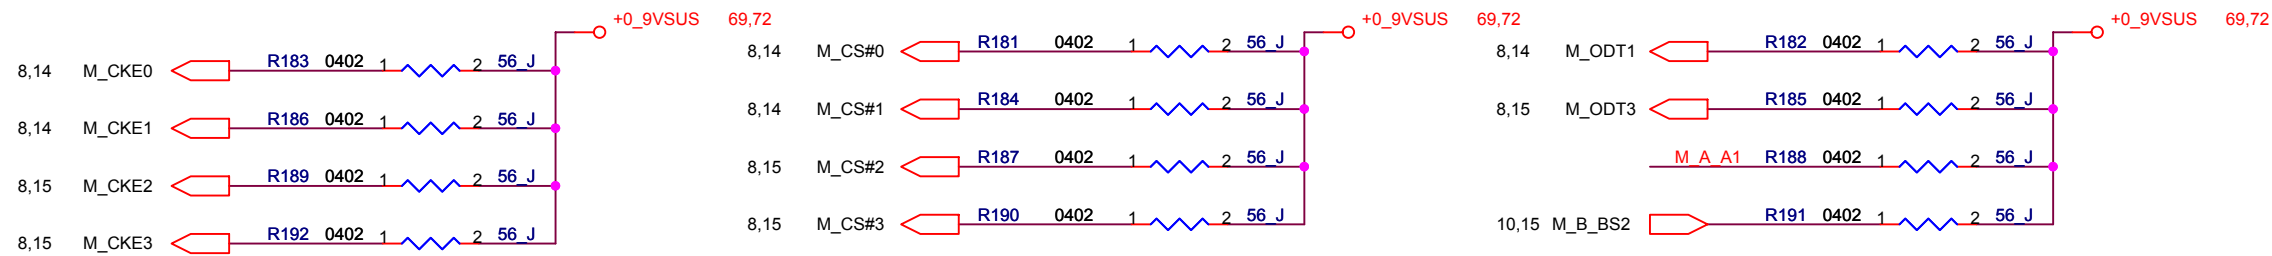 +0_9VSUS 69,72
8,14 M_CKE0 R183 0402 1 2 56_J
8,14 M_CKE1 R186 0402 1 2 56_J
8,15 M_CKE2 R189 0402 1 2 56_J
8,15 M_CKE3 R192 0402 1 2 56_J
+0_9VSUS 69,72
8,14 M_CS#0 R181 0402 1 2 56_J
8,14 M_CS#1 R184 0402 1 2 56_J
8,15 M_CS#2 R187 0402 1 2 56_J
8,15 M_CS#3 R190 0402 1 2 56_J
+0_9VSUS 69,72
8,14 M_ODT1 R182 0402 1 2 56_J
8,15 M_ODT3 R185 0402 1 2 56_J
M_A_A1 R188 0402 1 2 56_J
10,15 M_B_BS2 R191 0402 1 2 56_J